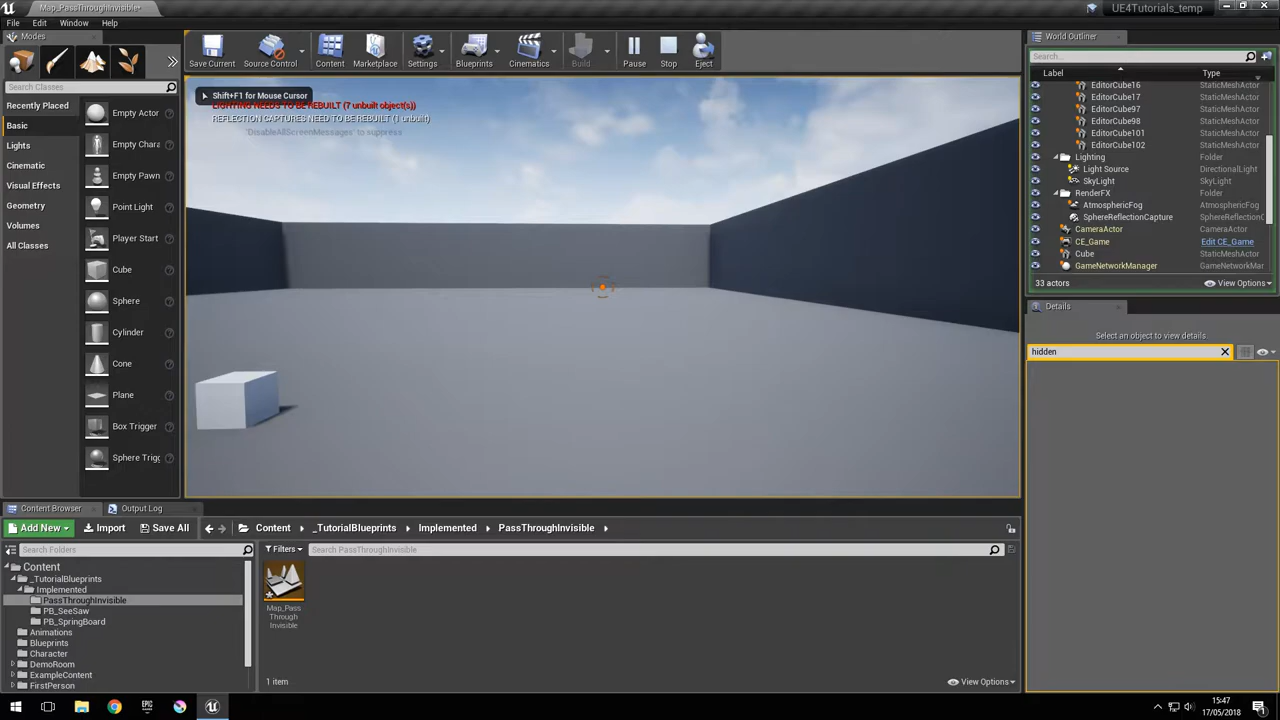 Map_PassThroughInvisible*
UE4Tutorials_temp
File Edit Window Help
Modes
Search Classes
Recently Placed
Basic
Lights
Cinematic
Visual Effects
Geometry
Volumes
All Classes
Empty Actor
Empty Chara
Empty Pawn
Point Light
Player Start
Cube
Sphere
Cylinder
Cone
Plane
Box Trigger
Sphere Trigg
Save Current
Source Control
Content
Marketplace
Settings
Blueprints
Cinematics
Build
Pause
Stop
Eject
Shift+F1 for Mouse Cursor
LIGHTING NEEDS TO BE REBUILT (7 unbuilt object(s))
REFLECTION CAPTURES NEED TO BE REBUILT (1 unbuilt)
'DisableAllScreenMessages' to suppress
World Outliner
Search...
Label Type
EditorCube16 StaticMeshActor
EditorCube17 StaticMeshActor
EditorCube97 StaticMeshActor
EditorCube98 StaticMeshActor
EditorCube101 StaticMeshActor
EditorCube102 StaticMeshActor
Lighting Folder
Light Source DirectionalLight
SkyLight SkyLight
RenderFX Folder
AtmosphericFog AtmosphericFog
SphereReflectionCapture SphereReflectionC
CameraActor CameraActor
CE_Game Edit CE_Game
Cube StaticMeshActor
GameNetworkManager GameNetworkMar
33 actors View Options
Details
Select an object to view details.
hidden
Content Browser Output Log
Add New Import Save All Content _TutorialBlueprints Implemented PassThroughInvisible
Search Folders
Filters Search PassThroughInvisible
Content
_TutorialBlueprints
Implemented
PassThroughInvisible
PB_SeeSaw
PB_SpringBoard
Animations
Blueprints
Character
DemoRoom
ExampleContent
FirstPerson
Map_Pass
Through
Invisible
1 item View Options
EPIC
15:47
17/05/2018
1